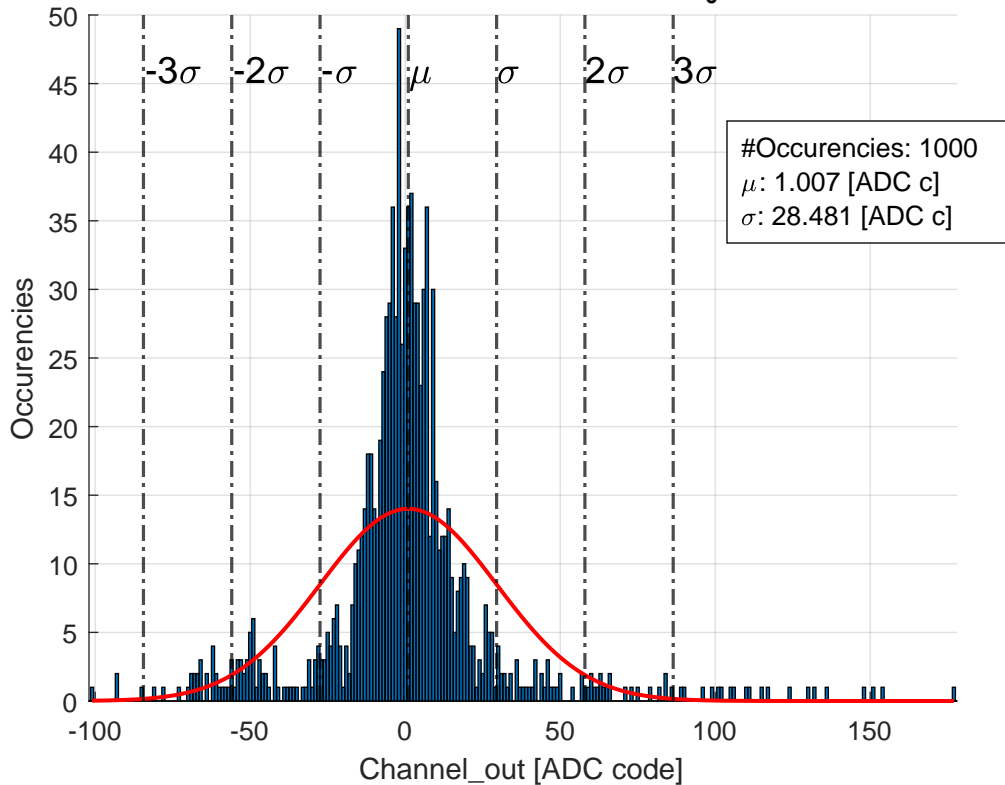 50
45
40
35
30
25
20
15
10
5
0
Occurencies
-3σ -2σ -σ μ σ 2σ 3σ
#Occurencies: 1000
μ: 1.007 [ADC c]
σ: 28.481 [ADC c]
-100 -50 0 50 100 150
Channel_out [ADC code]